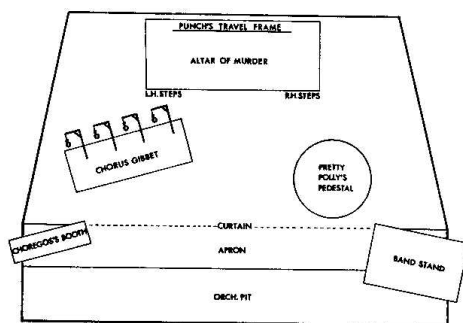 PUNCH'S TRAVEL FRAME
ALTAR OF MURDER
L.H. STEPS
R.H. STEPS
CHORUS GIBBET
PRETTY
POLLY'S
PEDESTAL
CURTAIN
CHOREGOS'S BOOTH
APRON
BAND STAND
ORCH. PIT